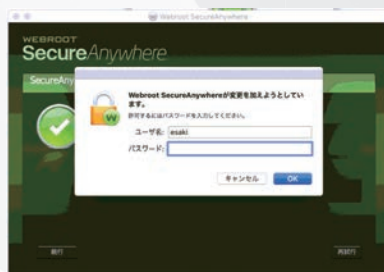 Webroot SecureAnywhere
WEBROOT
SecureAnywhere
SecureAny
Webroot SecureAnywhereが変更を加えようとしています。
許可するにはパスワードを入力してください。
ユーザ名: esaki
パスワード:
キャンセル OK